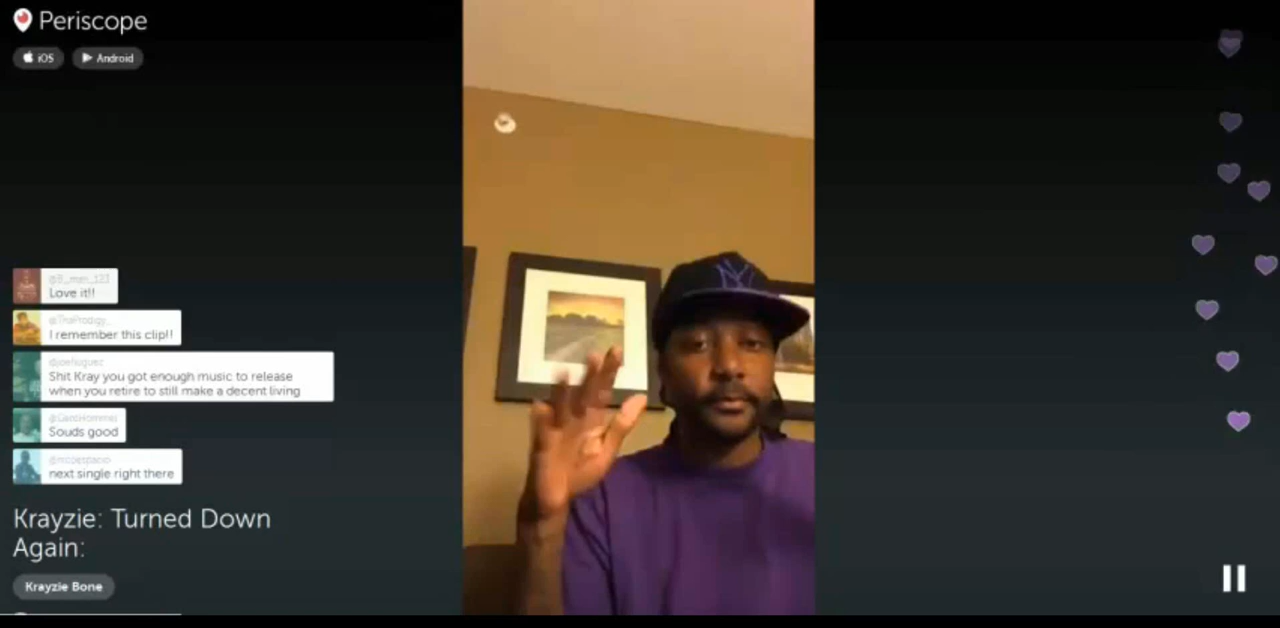 Periscope
iOS
Android
Love it!!
I remember this clip!!
Shit Kray you got enough music to release
when you retire to still make a decent living
Souds good
next single right there
Krayzie: Turned Down
Again:
Krayzie Bone
NY